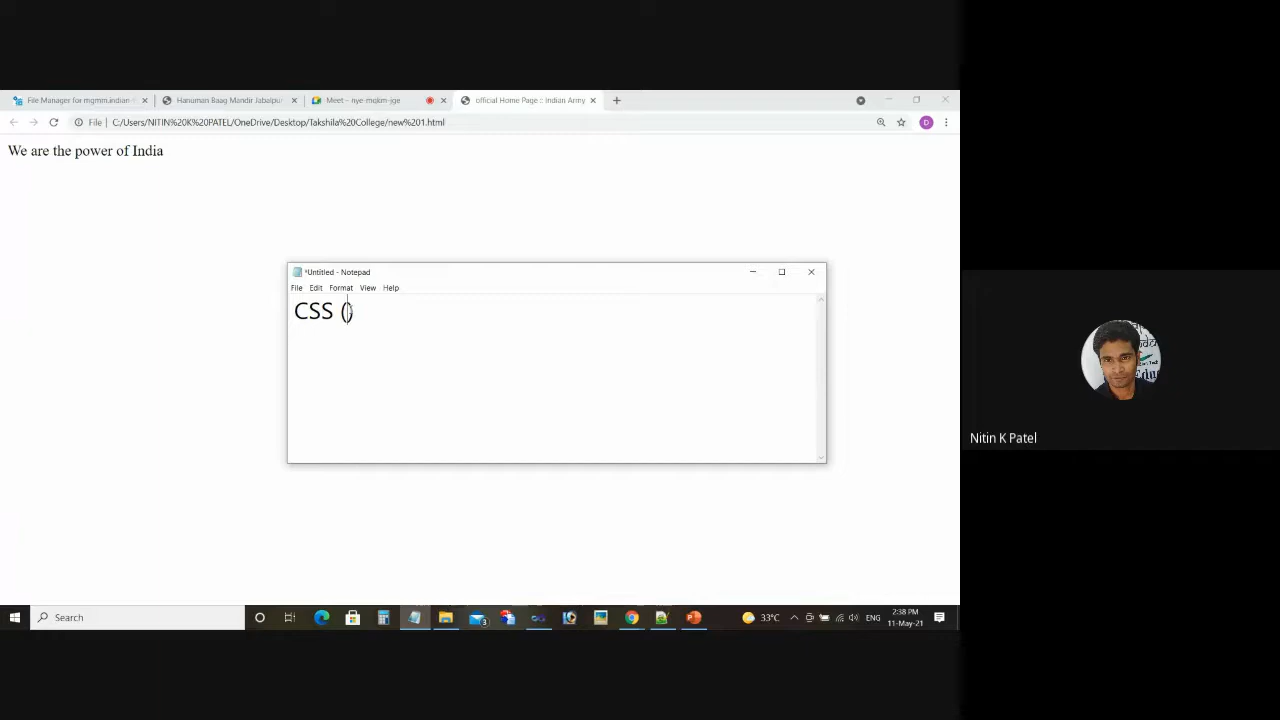 File Manager for mgmm.indian-
Hanuman Baag Mandir Jabalpur
Meet – nye-mqkm-jge
official Home Page :: Indian Army
File
C:/Users/NITIN%20K%20PATEL/OneDrive/Desktop/Takshila%20College/new%201.html
D
We are the power of India
*Untitled - Notepad
File Edit Format View Help
CSS ()
Nitin K Patel
Search
3
33°C
ENG
2:38 PM
11-May-21